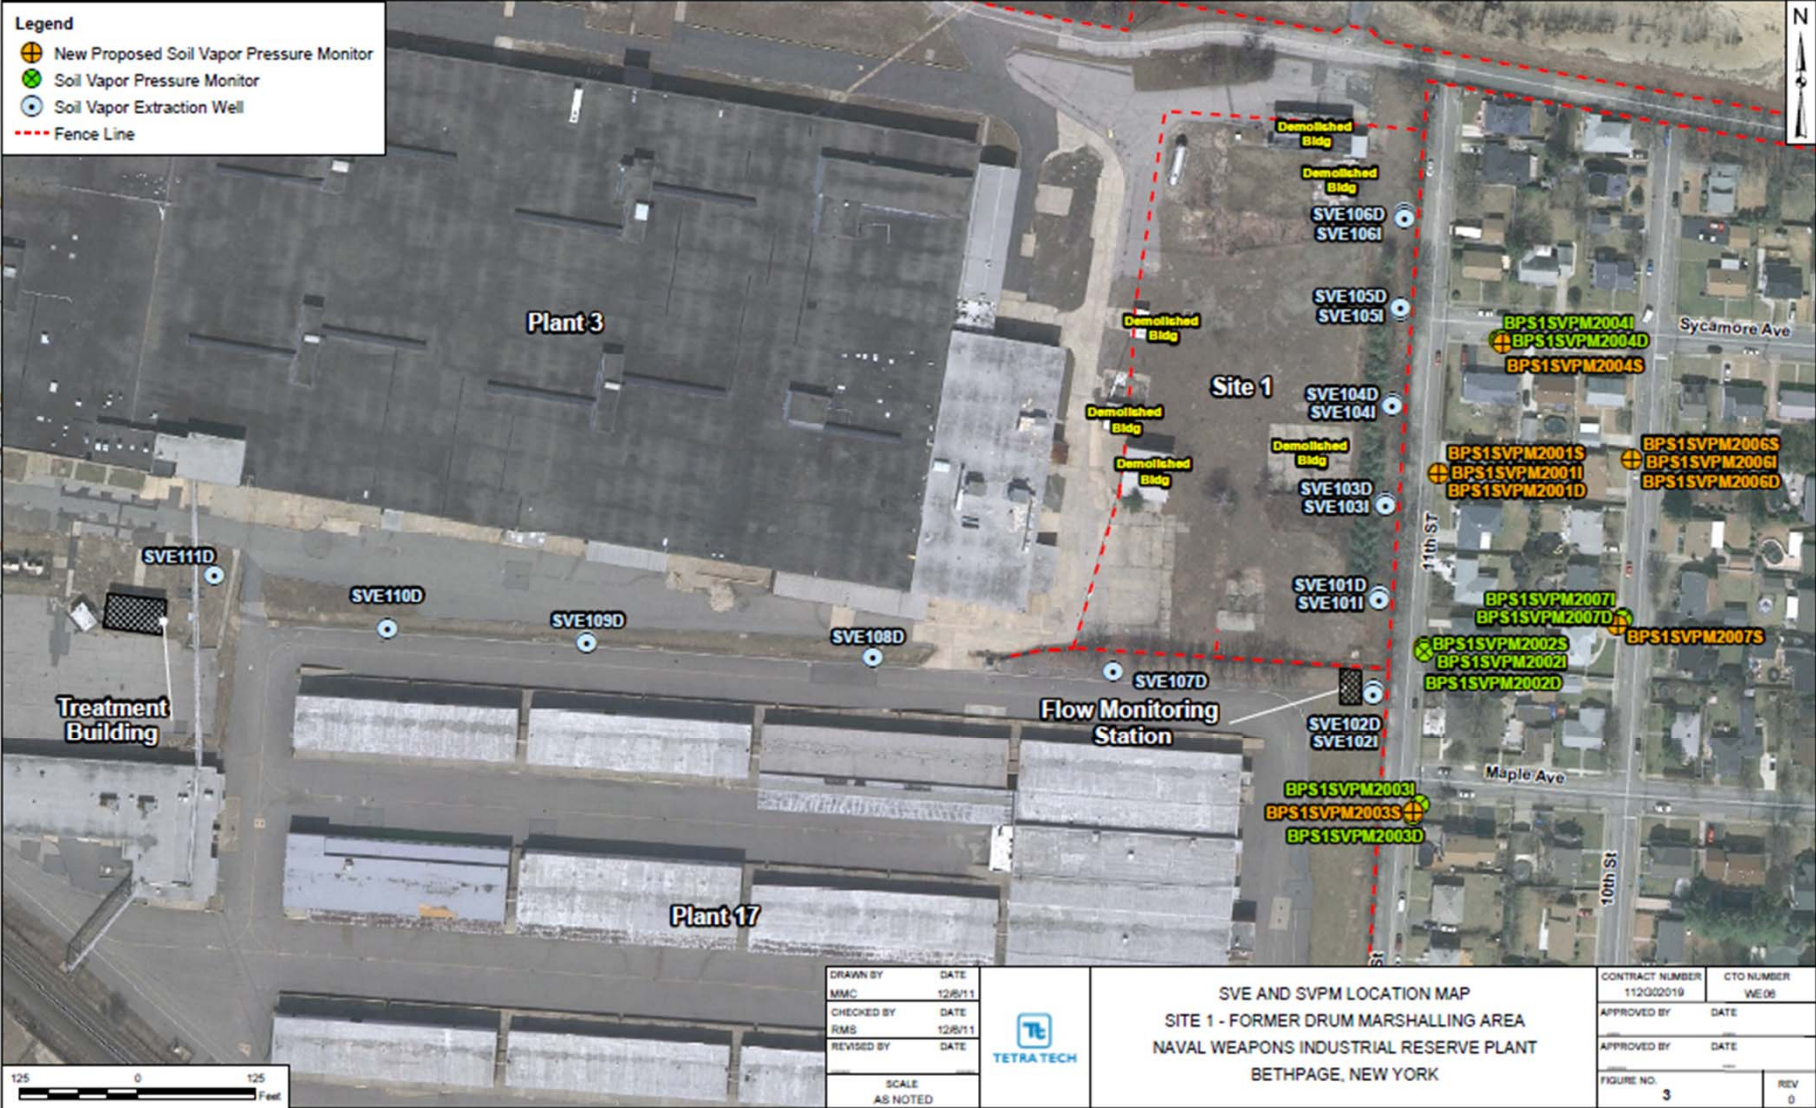 Legend
New Proposed Soil Vapor Pressure Monitor
Soil Vapor Pressure Monitor
Soil Vapor Extraction Well
Fence Line
N
Demolished
Bldg
Demolished
Bldg
SVE106D
SVE106I
SVE105D
SVE105I
Plant 3
Demolished
Bldg
BPS1SVPM2004I
BPS1SVPM2004D
BPS1SVPM2004S
Sycamore Ave
Site 1
SVE104D
SVE104I
Demolished
Bldg
Demolished
Bldg
Demolished
Bldg
BPS1SVPM2001S
BPS1SVPM2001I
BPS1SVPM2001D
BPS1SVPM2006S
BPS1SVPM2006I
BPS1SVPM2006D
SVE103D
SVE103I
11th ST
SVE111D
SVE110D
SVE109D
SVE108D
SVE101D
SVE101I
BPS1SVPM2007I
BPS1SVPM2007D
BPS1SVPM2007S
BPS1SVPM2002S
BPS1SVPM2002I
BPS1SVPM2002D
SVE107D
Treatment
Building
Flow Monitoring
Station
SVE102D
SVE102I
Maple Ave
BPS1SVPM2003I
BPS1SVPM2003S
BPS1SVPM2003D
10th St
Plant 17
St
125 0 125
Feet
DRAWN BY DATE
MMC 12/6/11
CHECKED BY DATE
RMS 12/6/11
REVISED BY DATE
SCALE
AS NOTED
Tt
TETRA TECH
SVE AND SVPM LOCATION MAP
SITE 1 - FORMER DRUM MARSHALLING AREA
NAVAL WEAPONS INDUSTRIAL RESERVE PLANT
BETHPAGE, NEW YORK
CONTRACT NUMBER CTO NUMBER
112G02019 WE06
APPROVED BY DATE
APPROVED BY DATE
FIGURE NO. REV
3 0